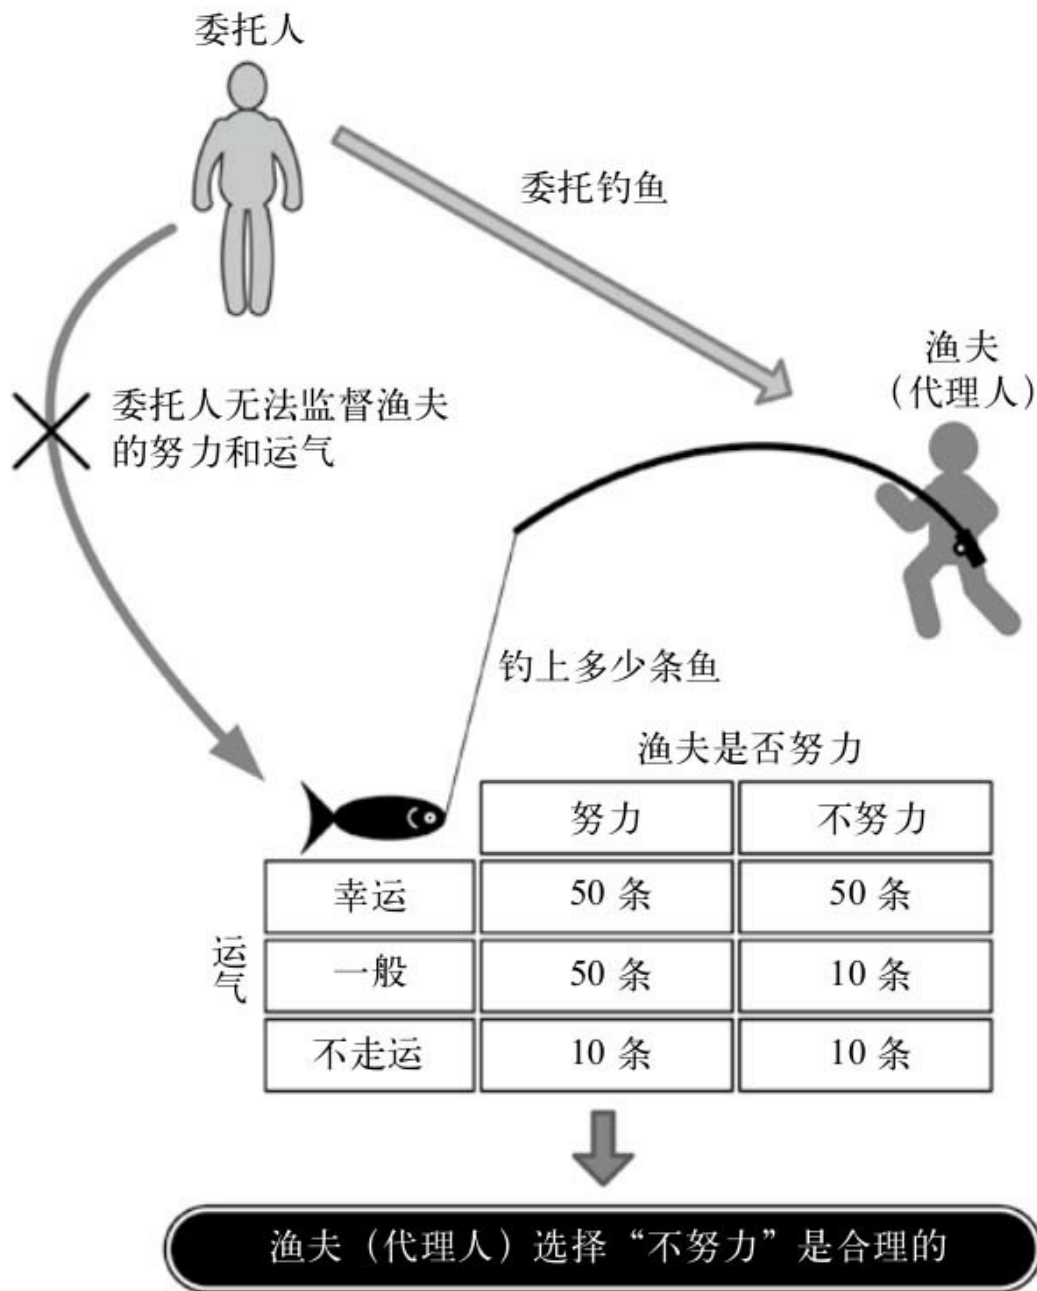 委托人
委托钓鱼
渔夫
（代理人）
委托人无法监督渔夫
的努力和运气
钓上多少条鱼
渔夫是否努力
努力 不努力
运气
幸运 50 条 50 条
一般 50 条 10 条
不走运 10 条 10 条
渔夫（代理人）选择“不努力”是合理的